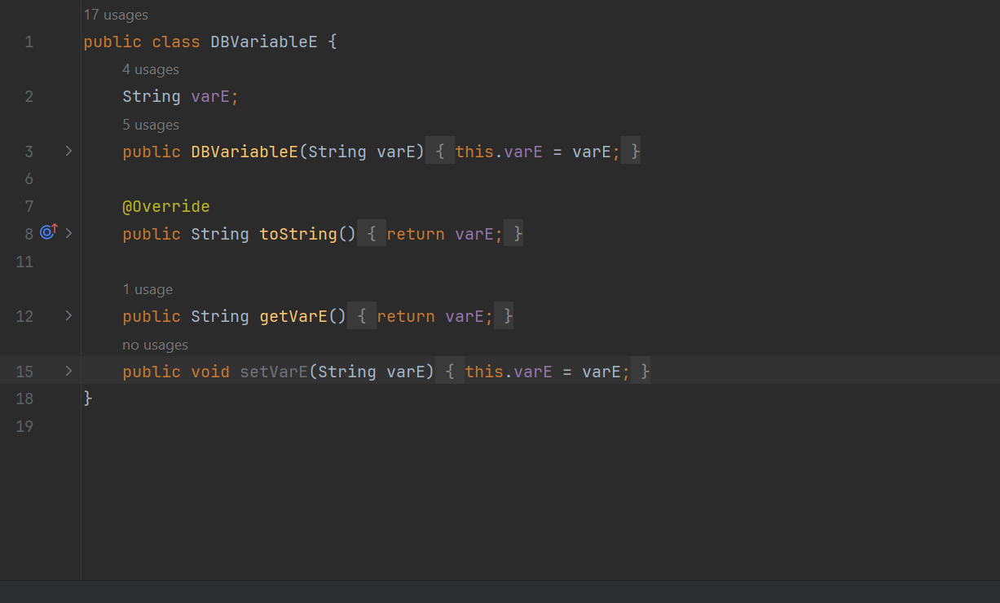 17 usages
1 public class DBVariableE {
4 usages
2 String varE;
5 usages
3 public DBVariableE(String varE) { this.varE = varE; }
6
7 @Override
8 public String toString() { return varE; }
11
1 usage
12 public String getVarE() { return varE; }
no usages
15 public void setVarE(String varE) { this.varE = varE; }
18 }
19